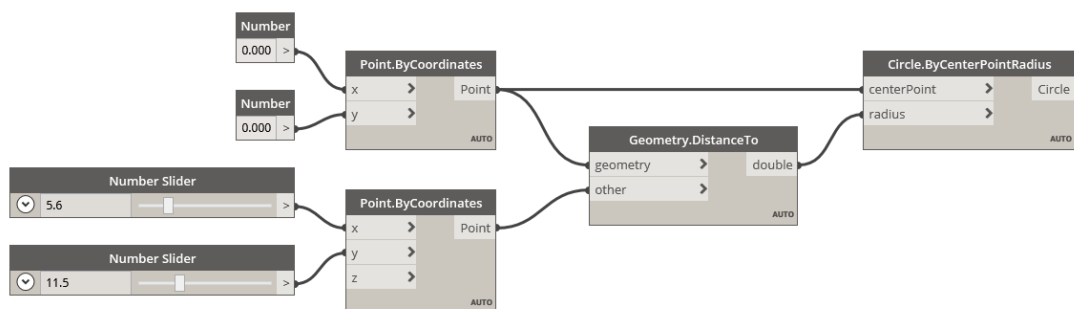 Number
0.000 >
Number
0.000 >
Point.ByCoordinates
x > Point
y >
AUTO
Circle.ByCenterPointRadius
centerPoint > Circle
radius >
AUTO
Geometry.DistanceTo
geometry > double
other >
AUTO
Number Slider
5.6 >
Number Slider
11.5 >
Point.ByCoordinates
x > Point
y >
z >
AUTO